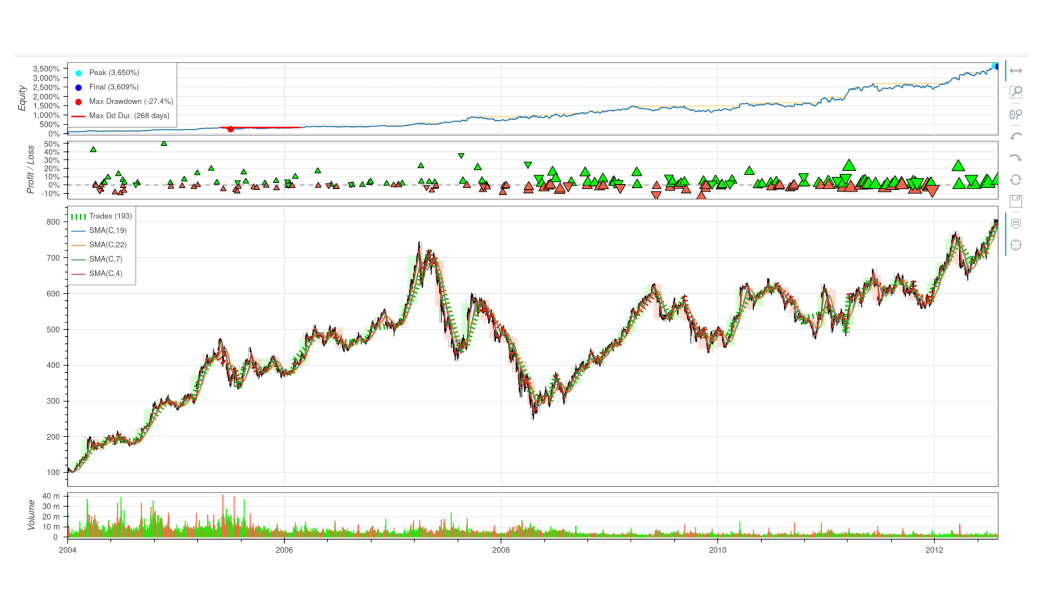 3,500%
3,000%
2,500%
2,000%
1,500%
1,000%
500%
0%
Equity
Peak (3,650%)
Final (3,609%)
Max Drawdown (-27.4%)
Max Dd Dur. (268 days)
50%
40%
30%
20%
10%
0%
-10%
Profit / Loss
Trades (193)
SMA(C,19)
SMA(C,22)
SMA(C,7)
SMA(C,4)
800
700
600
500
400
300
200
100
40 m
30 m
20 m
10 m
0
Volume
2004
2006
2008
2010
2012